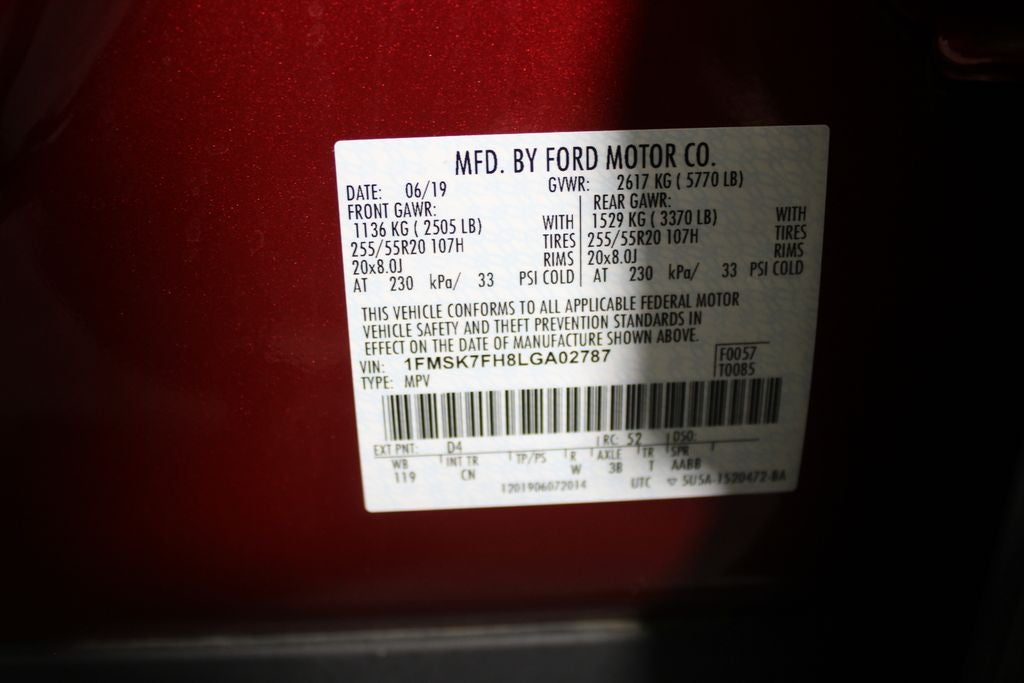 MFD. BY FORD MOTOR CO.
DATE: 06/19 GVWR: 2617 KG ( 5770 LB)
FRONT GAWR: REAR GAWR:
1136 KG ( 2505 LB) WITH 1529 KG ( 3370 LB) WITH
255/55R20 107H TIRES 255/55R20 107H TIRES
20x8.0J RIMS 20x8.0J RIMS
AT 230 kPa/ 33 PSI COLD AT 230 kPa/ 33 PSI COLD
THIS VEHICLE CONFORMS TO ALL APPLICABLE FEDERAL MOTOR
VEHICLE SAFETY AND THEFT PREVENTION STANDARDS IN
EFFECT ON THE DATE OF MANUFACTURE SHOWN ABOVE.
VIN: 1FMSK7FH8LGA02787 F0057
TYPE: MPV T0085
EXT PNT: D4 RC: 52 DSO:
WB INT TR TP/PS R AXLE TR SPR
119 CN W 3B T AABB
1201906072014 UTC ▽ 5U5A-1520472-BA